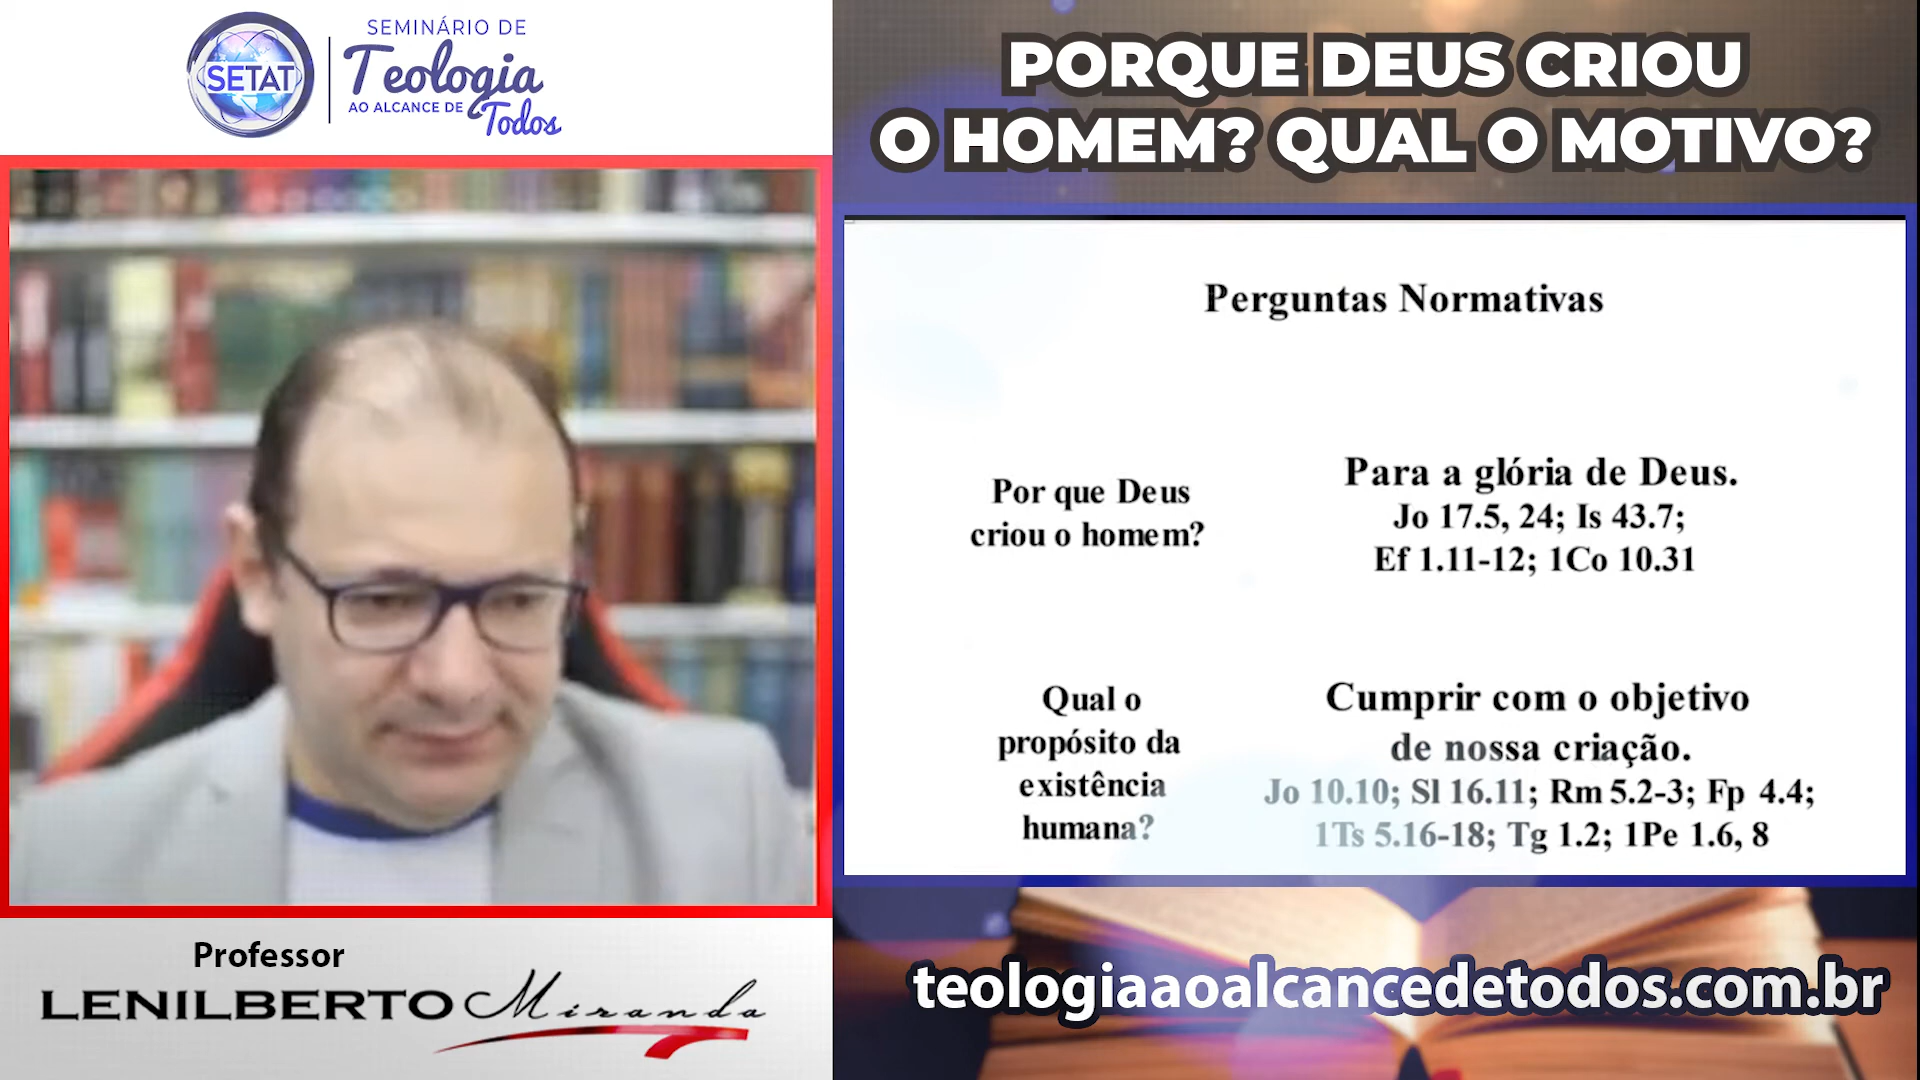 SEMINÁRIO DE
Teologia
AO ALCANCE DE
Todos
SETAT
PORQUE DEUS CRIOU
O HOMEM? QUAL O MOTIVO?
Perguntas Normativas
Por que Deus
criou o homem?
Para a glória de Deus.
Jo 17.5, 24; Is 43.7;
Ef 1.11-12; 1Co 10.31
Qual o
propósito da
existência
humana?
Cumprir com o objetivo
de nossa criação.
Jo 10.10; Sl 16.11; Rm 5.2-3; Fp 4.4;
1Ts 5.16-18; Tg 1.2; 1Pe 1.6, 8
Professor
LENILBERTO Miranda
teologiaaoalcancedetodos.com.br